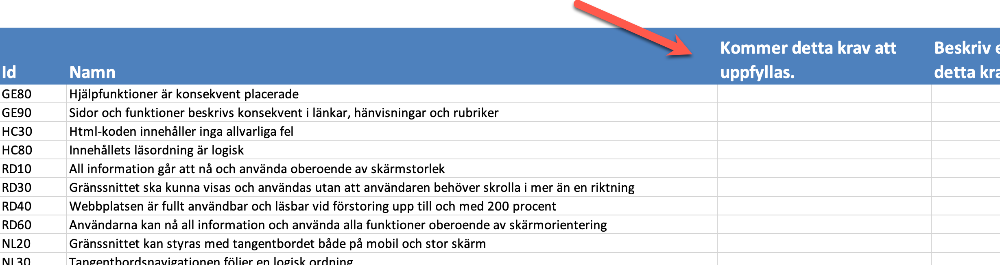 Id Namn Kommer detta krav att uppfyllas. Beskriv
detta
GE80 Hjälpfunktioner är konsekvent placerade
GE90 Sidor och funktioner beskrivs konsekvent i länkar, hänvisningar och rubriker
HC30 Html-koden innehåller inga allvarliga fel
HC80 Innehållets läsordning är logisk
RD10 All information går att nå och använda oberoende av skärmstorlek
RD30 Gränssnittet ska kunna visas och användas utan att användaren behöver skrolla i mer än en riktning
RD40 Webbplatsen är fullt användbar och läsbar vid förstoring upp till och med 200 procent
RD60 Användarna kan nå all information och använda alla funktioner oberoende av skärmorientering
NL20 Gränssnittet kan styras med tangentbordet både på mobil och stor skärm
NL30 Tangentbordsnavigationen följer en logisk ordning